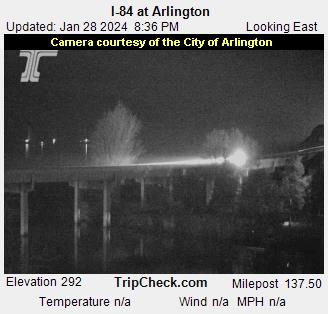 I-84 at Arlington
Updated: Jan 28 2024 8:36 PM Looking East
Camera courtesy of the City of Arlington
Elevation 292 TripCheck.com Milepost 137.50
Temperature n/a Wind n/a MPH n/a